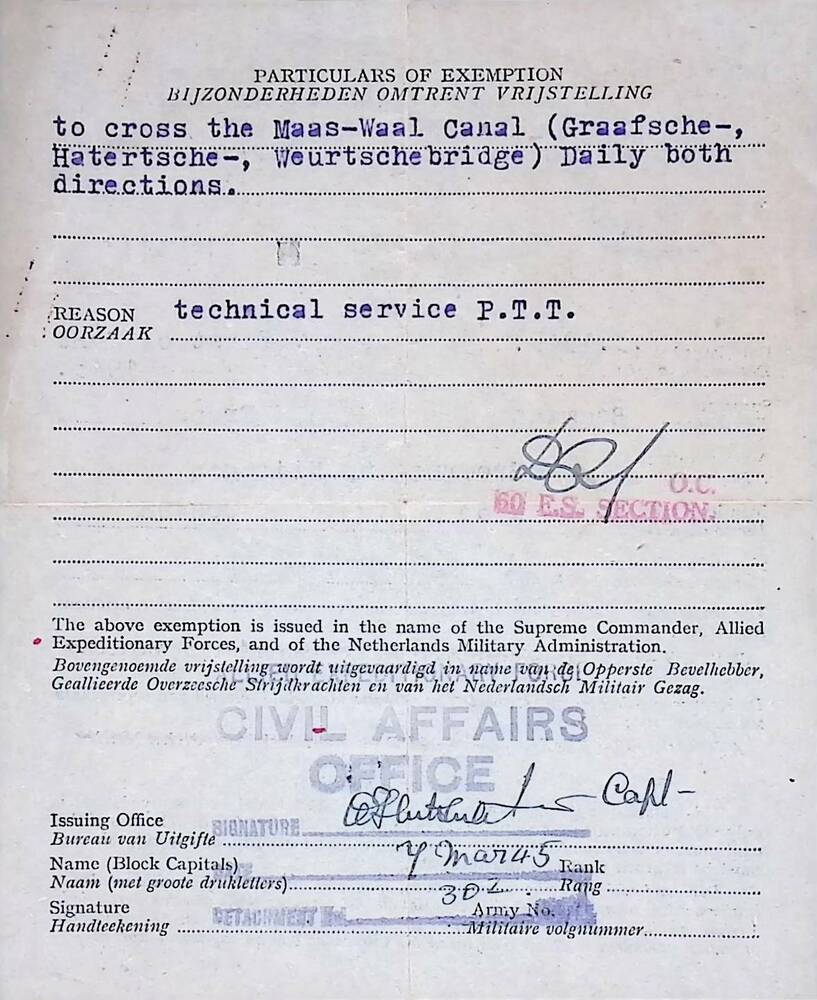 PARTICULARS OF EXEMPTION
BIJZONDERHEDEN OMTRENT VRIJSTELLING
to cross the Maas-Waal Canal (Graafsche-,
Hatertsche-, Weurtschebridge) Daily both
directions.
REASON technical service P.T.T.
OORZAAK
O.C.
60 F.S. SECTION.
The above exemption is issued in the name of the Supreme Commander, Allied
Expeditionary Forces, and of the Netherlands Military Administration.
Bovengenoemde vrijstelling wordt uitgevaardigd in name van de Opperste Bevelhebber,
Geallieerde Overzeesche Strijdkrachten en van het Nederlandsch Militair Gezag.
CIVIL AFFAIRS
OFFICE
Capt-
Issuing Office
SIGNATURE
Bureau van Uitgifte
7 Mar 45
Name (Block Capitals) Rank
Naam (met groote drukletters) Rang
302
Signature DETACHMENT Army No.
Handteekening Militaire volgnummer